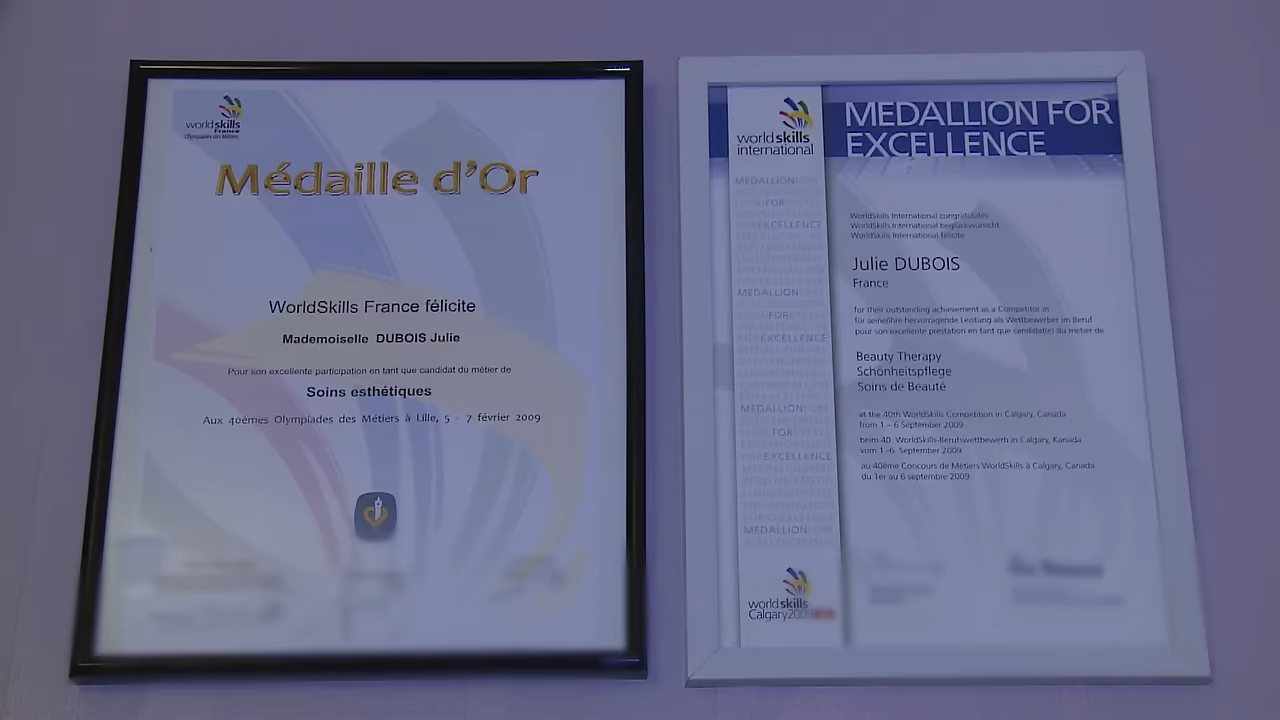 worldskills
France
Olympiades des Métiers
Médaille d'Or
WorldSkills France félicite
Mademoiselle DUBOIS Julie
Pour son excellente participation en tant que candidat du métier de
Soins esthétiques
Aux 40èmes Olympiades des Métiers à Lille, 5 - 7 février 2009
worldskills
international
MEDALLION FOR
EXCELLENCE
MEDALLION
FOR
EXCELLENCE
MEDALLION
FOR
EXCELLENCE
MEDALLION
FOR
EXCELLENCE
MEDALLION
worldskills
Calgary2009
WorldSkills International congratulates
WorldSkills International beglückwünscht
WorldSkills International félicite
Julie DUBOIS
France
for their outstanding achievement as a Competitor in
für seine/ihre hervorragende Leistung als Wettbewerber im Beruf
pour son excellente prestation en tant que candidat(e) du métier de
Beauty Therapy
Schönheitspflege
Soins de Beauté
at the 40th WorldSkills Competition in Calgary, Canada
from 1 – 6 September 2009
beim 40. WorldSkills-Berufswettbewerb in Calgary, Kanada
vom 1.-6. September 2009
au 40ème Concours de Métiers WorldSkills à Calgary, Canada
du 1er au 6 septembre 2009